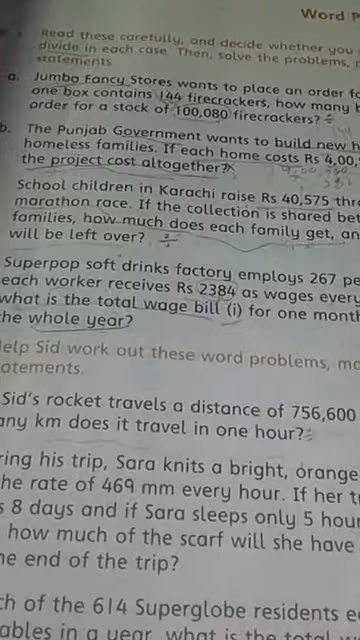 Word P
Read these carefully, and decide whether you
divide in each case. Then, solve the problems,
statements
a. Jumbo Fancy Stores wants to place an order fo
one box contains 144 firecrackers, how many b
order for a stock of 100,080 firecrackers? ÷
b. The Punjab Government wants to build new h
homeless families. If each home costs Rs 4,00,
the project cost altogether?
School children in Karachi raise Rs 40,575 thro
marathon race. If the collection is shared bet
families, how much does each family get, an
will be left over?
Superpop soft drinks factory employs 267 pe
each worker receives Rs 2384 as wages every
what is the total wage bill (i) for one month
he whole year?
elp Sid work out these word problems, ma
atements.
Sid's rocket travels a distance of 756,600
any km does it travel in one hour? ÷
ring his trip, Sara knits a bright, orange
he rate of 469 mm every hour. If her t
s 8 days and if Sara sleeps only 5 hour
how much of the scarf will she have
he end of the trip?
ch of the 614 Superglobe residents e
ables in a year, what is the total